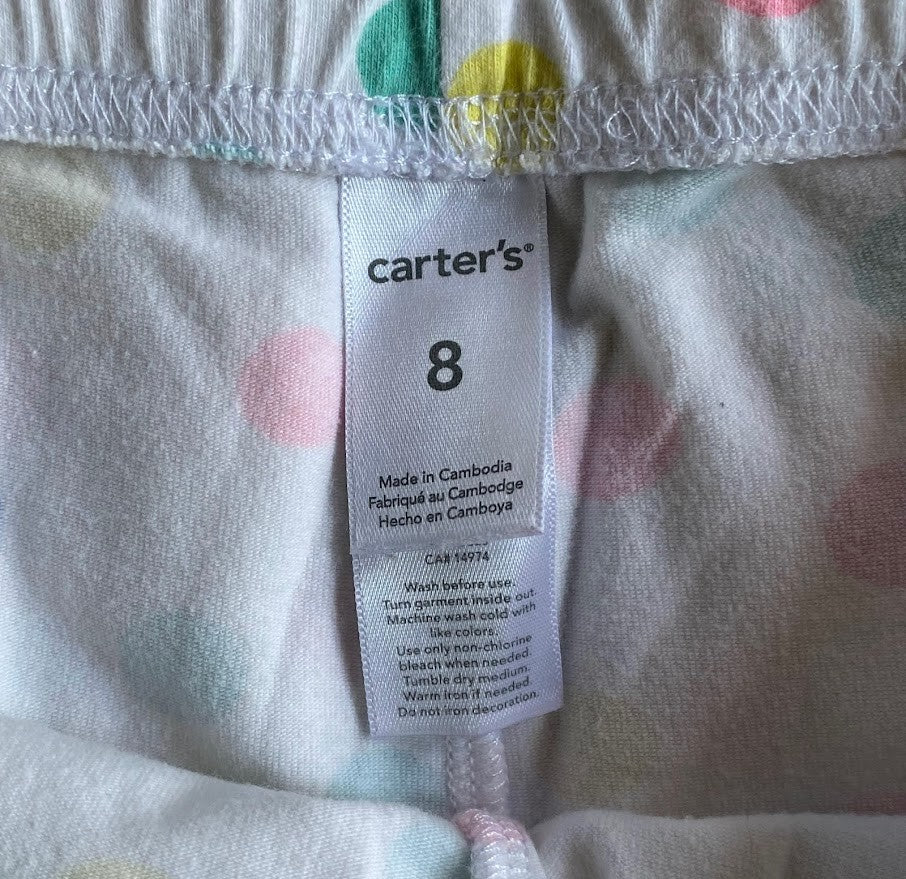 carter's®
8
Made in Cambodia
Fabriqué au Cambodge
Hecho en Camboya
CA# 14974
Wash before use.
Turn garment inside out.
Machine wash cold with
like colors.
Use only non-chlorine
bleach when needed.
Tumble dry medium.
Warm iron if needed.
Do not iron decoration.